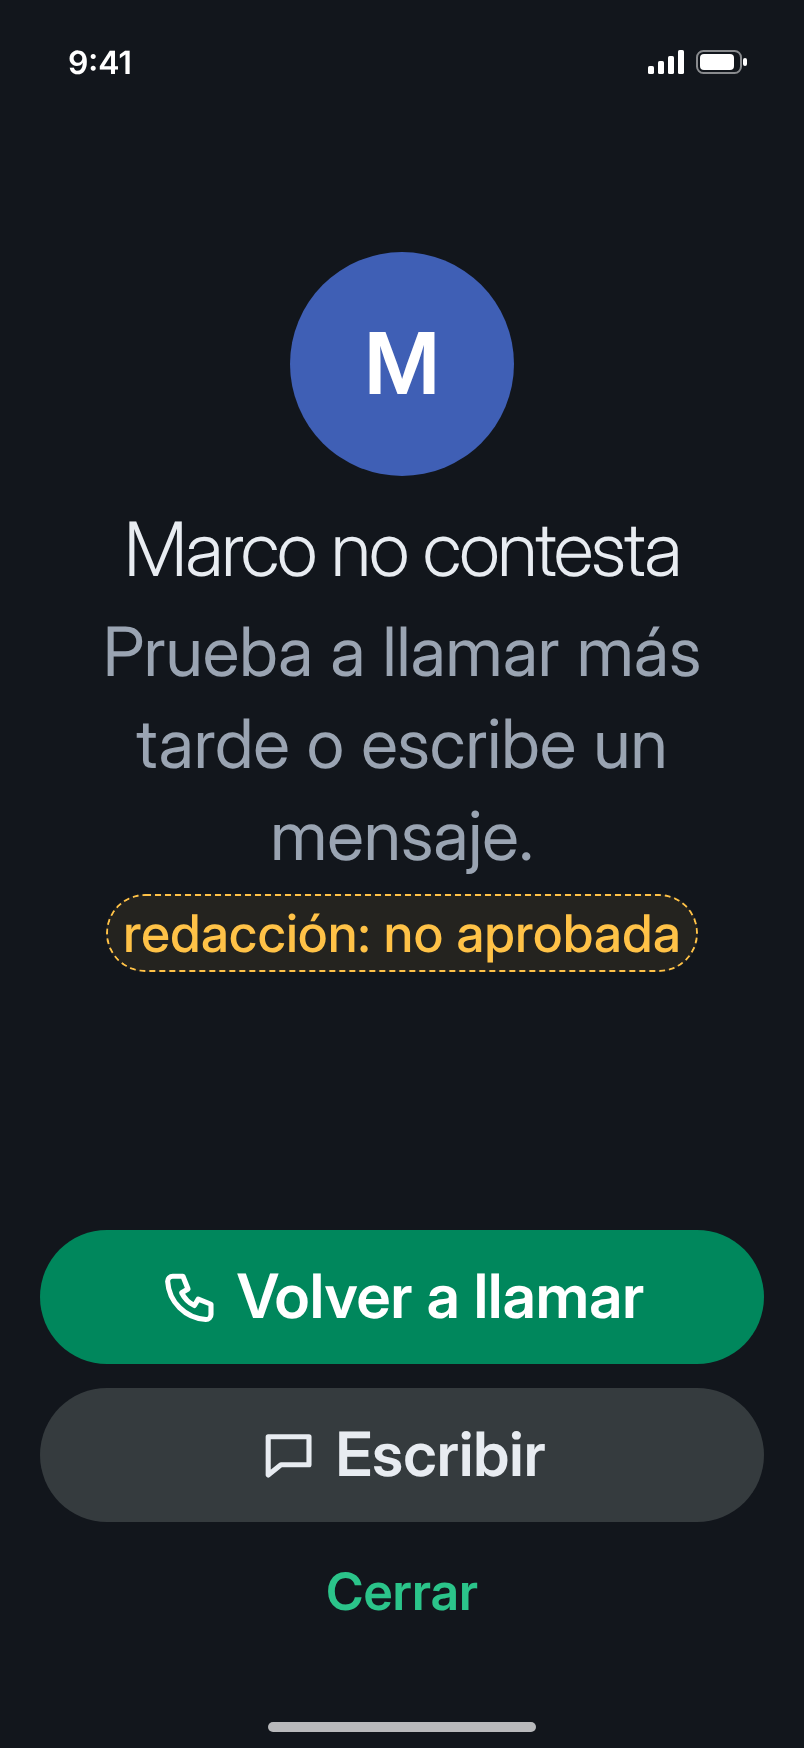 9:41
M
Marco no contesta
Prueba a llamar más
tarde o escribe un
mensaje.
redacción: no aprobada
Volver a llamar
Escribir
Cerrar